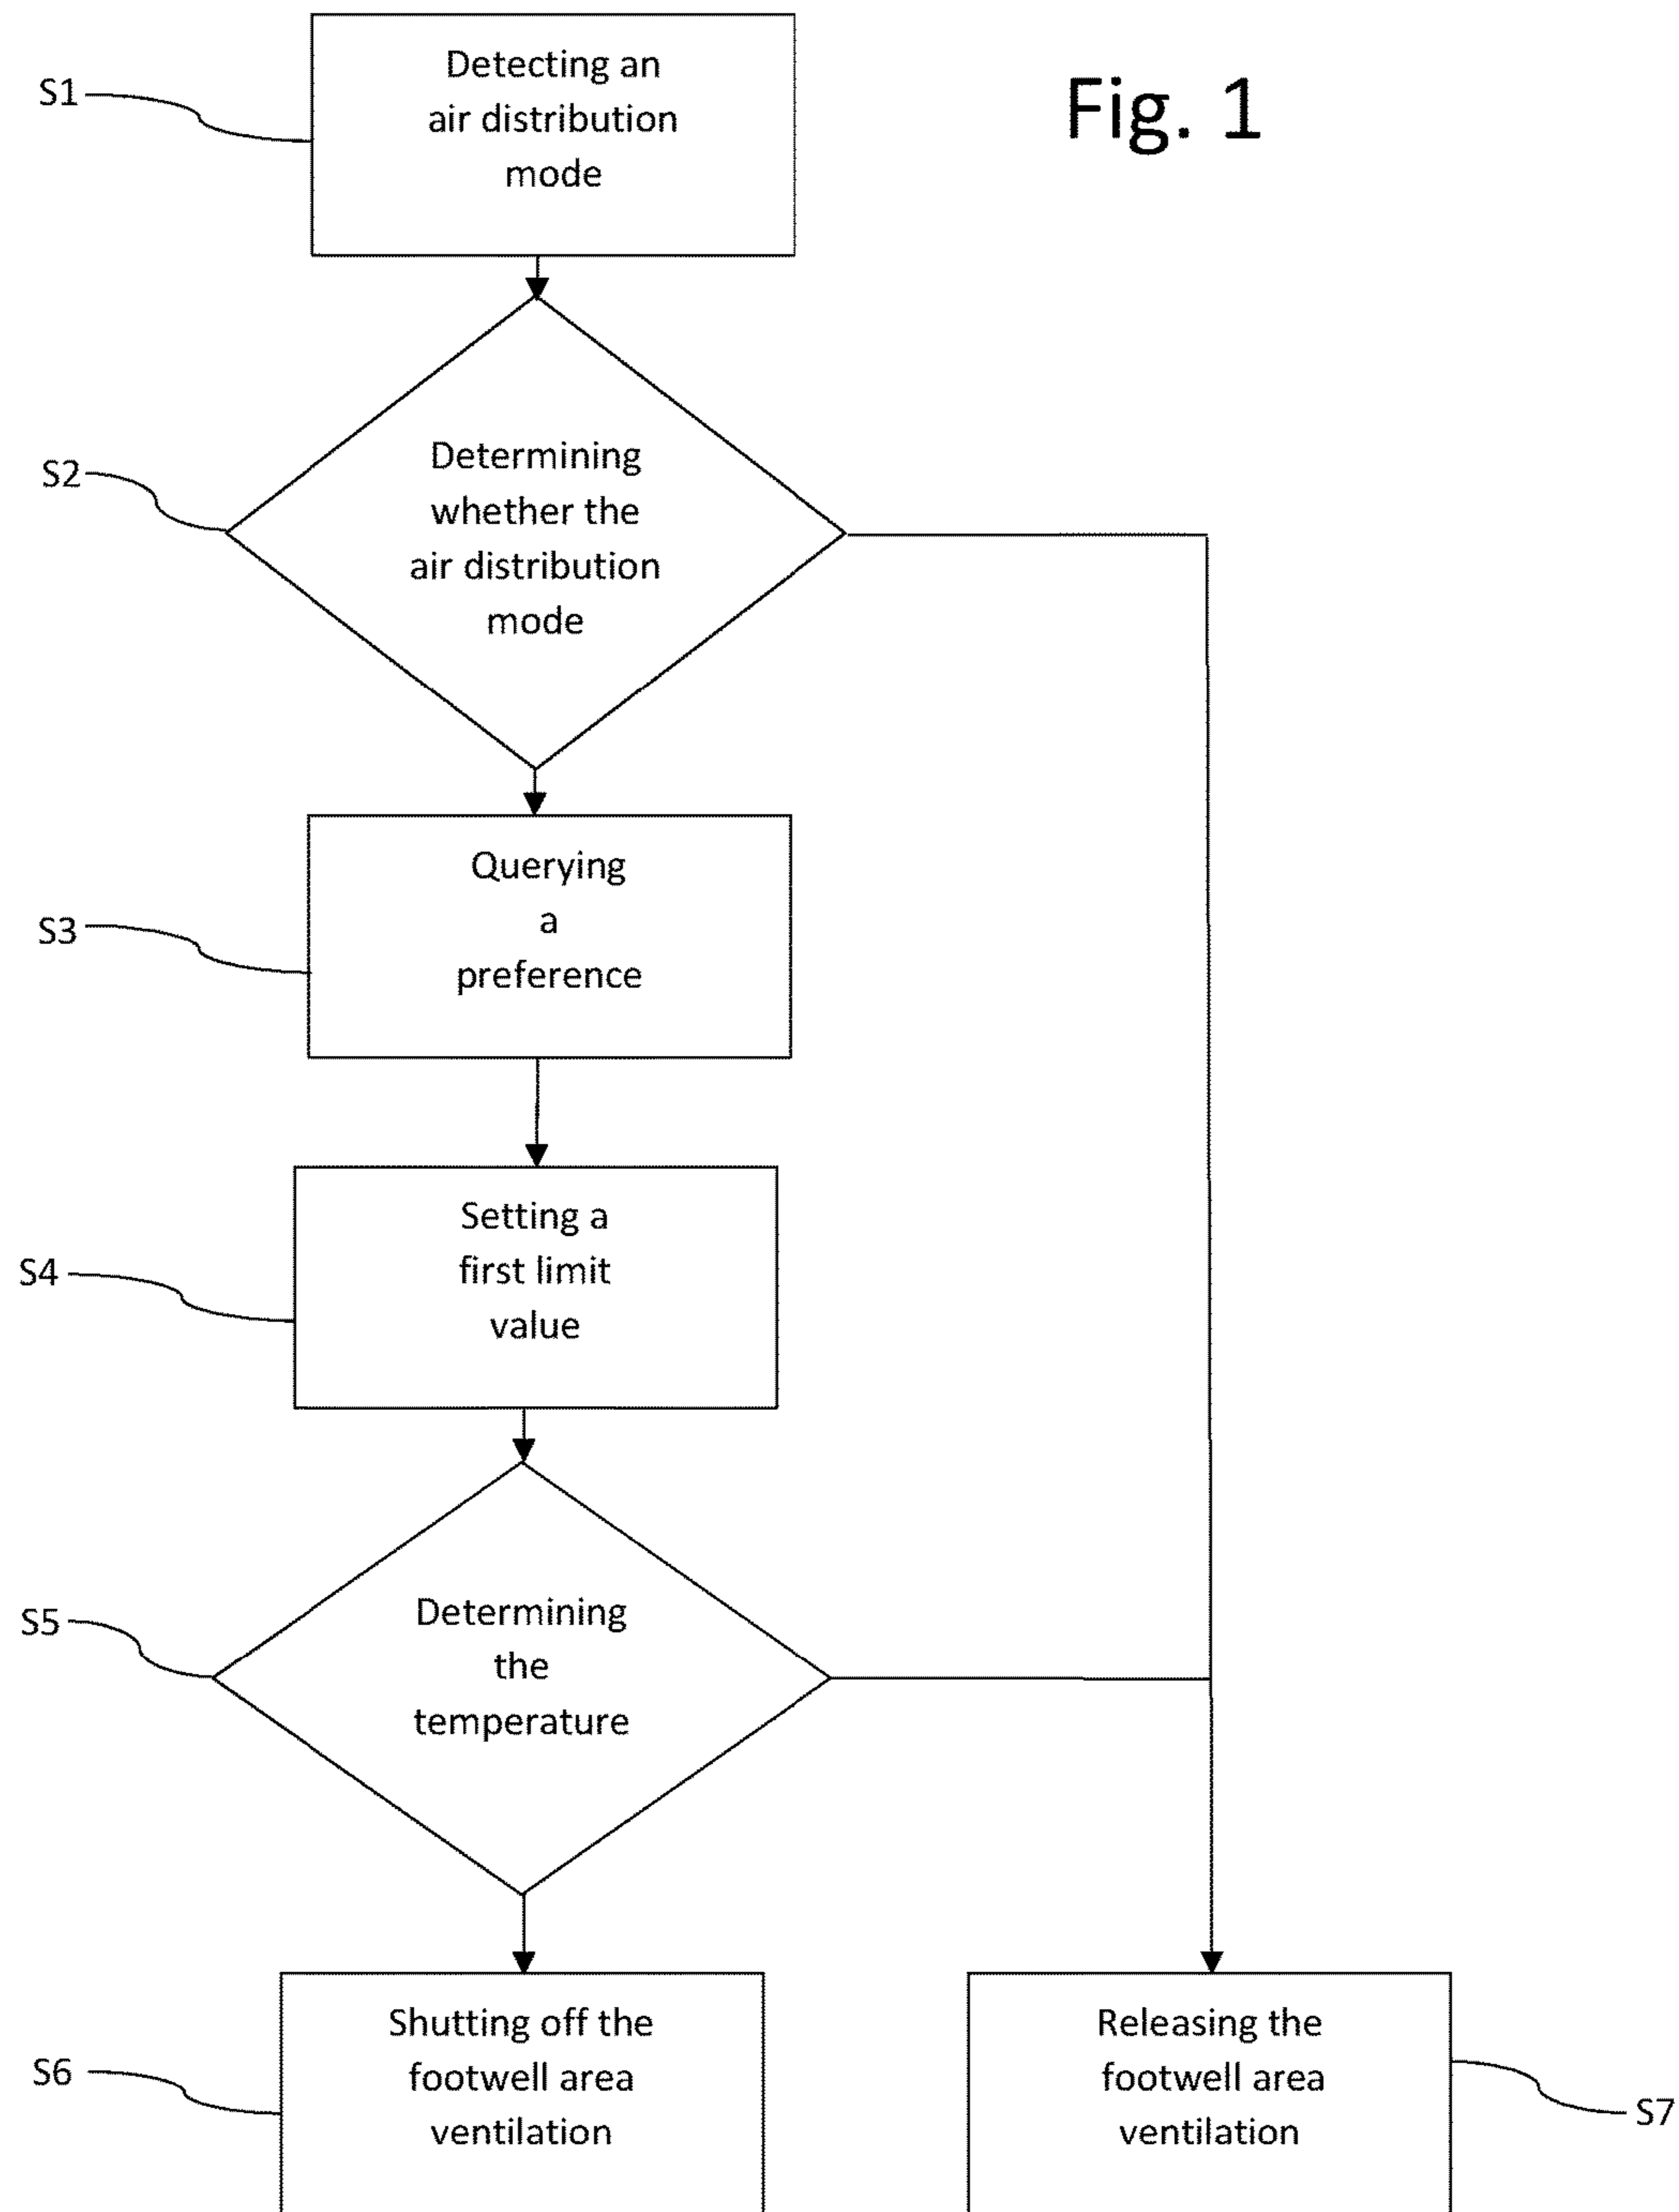 Fig. 1
S1
Detecting an
air distribution
mode
S2
Determining
whether the
air distribution
mode
S3
Querying
a
preference
S4
Setting a
first limit
value
S5
Determining
the
temperature
S6
Shutting off the
footwell area
ventilation
Releasing the
footwell area
ventilation
S7